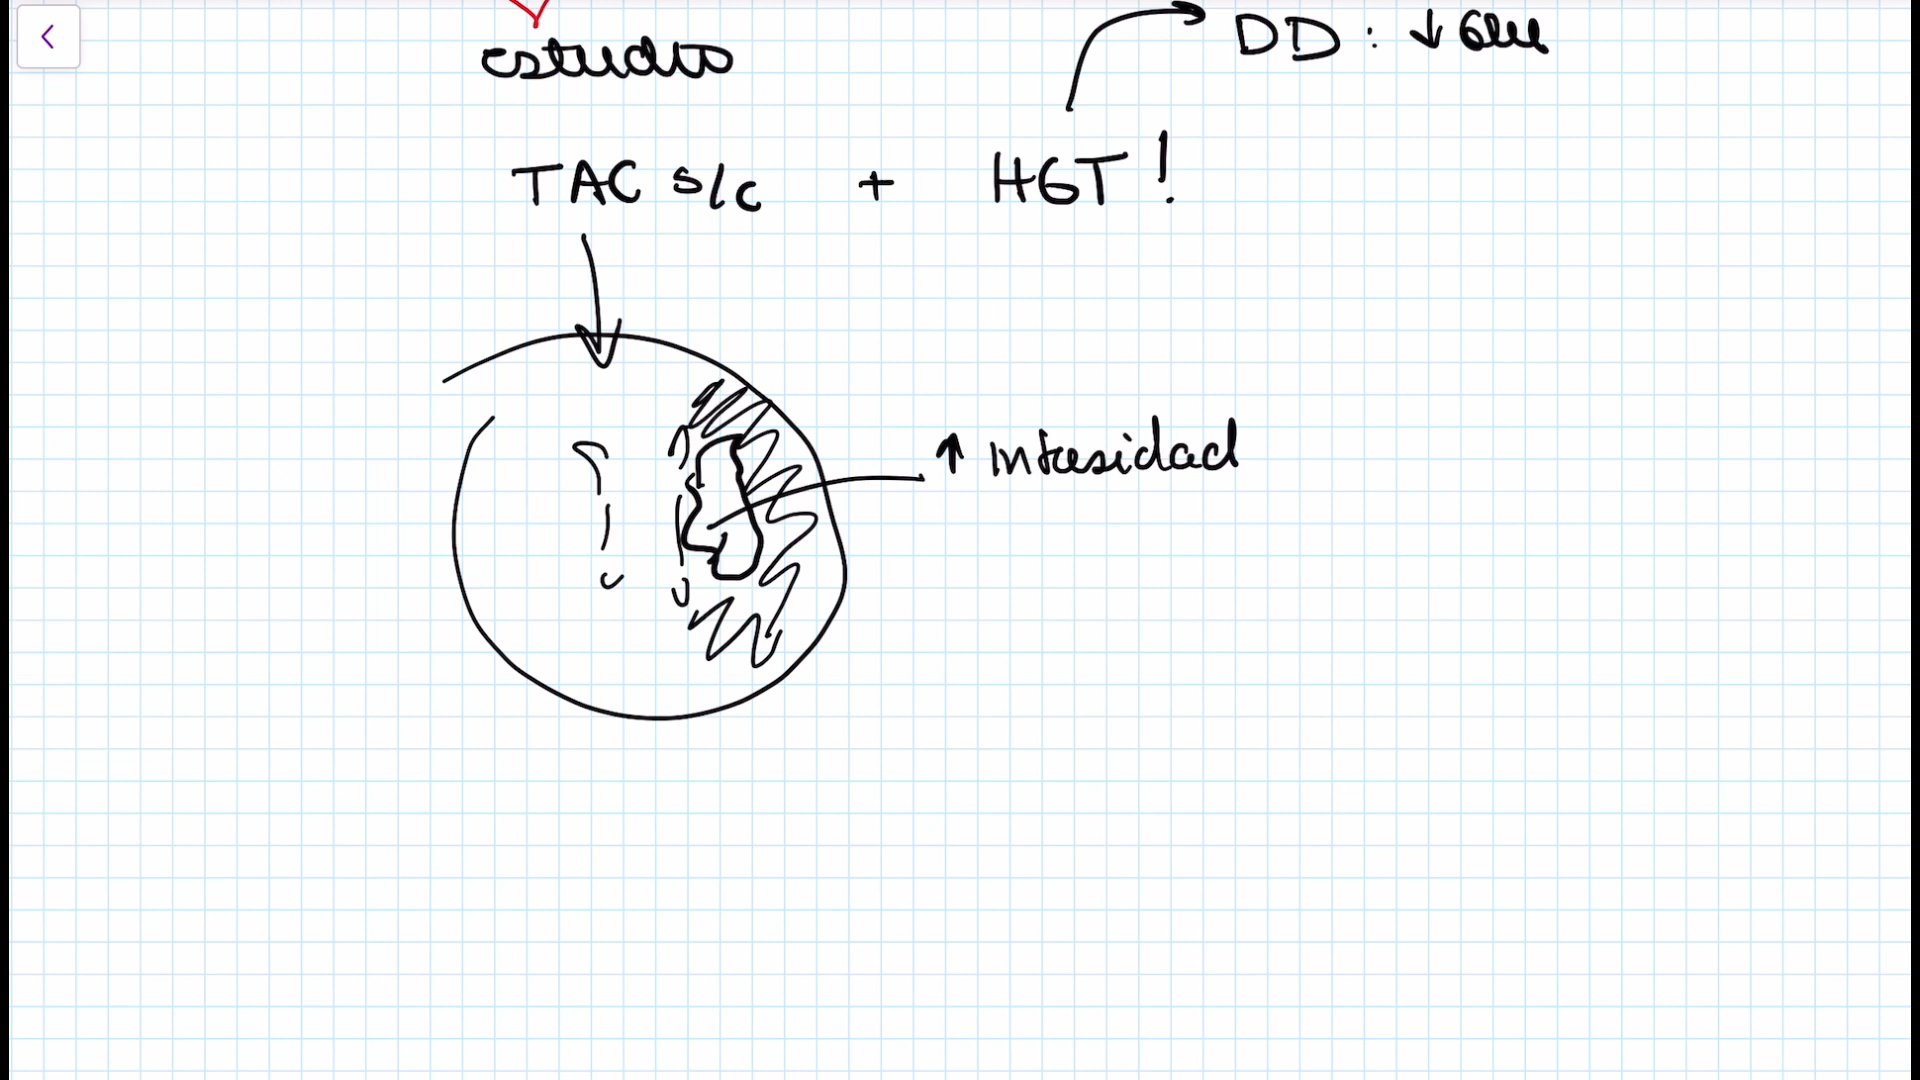 estudio
DD: ↓ Glu
TAC s/c + HGT!
↑ intensidad